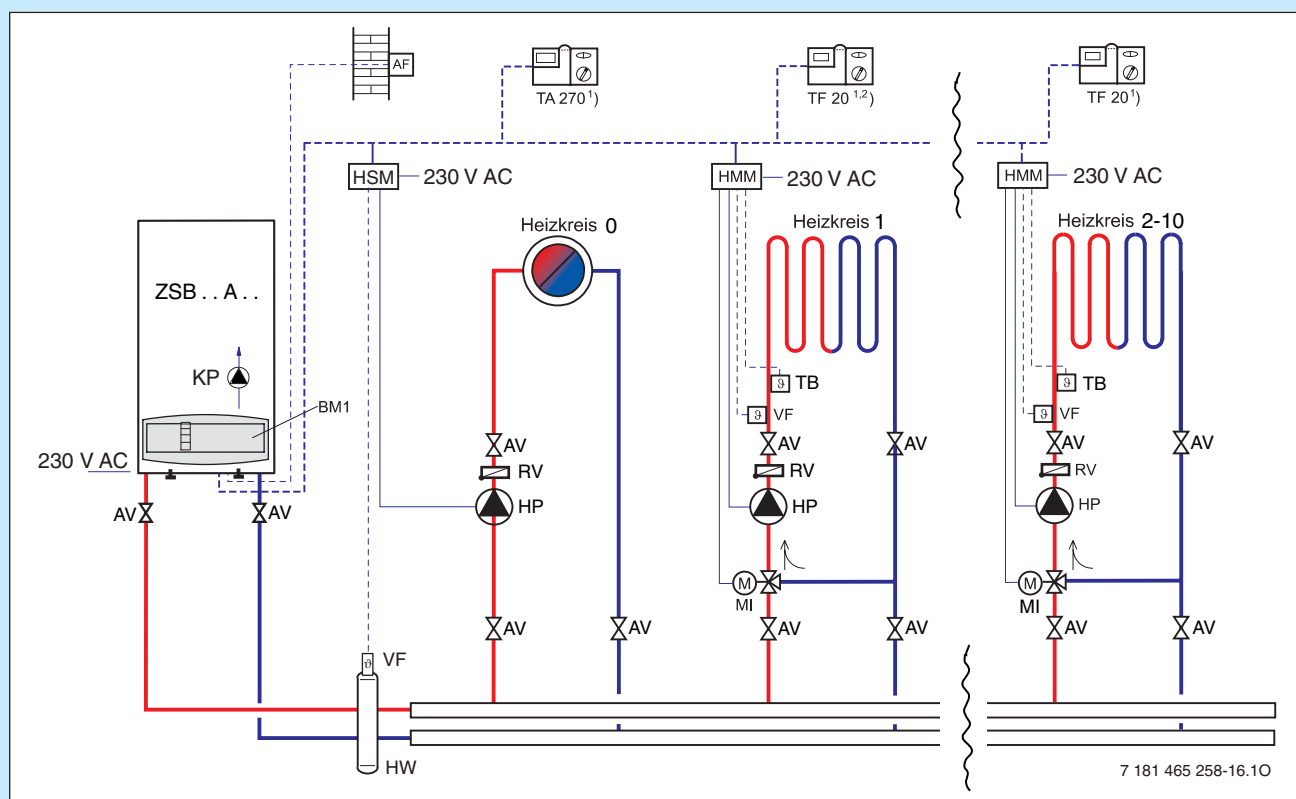 AF
TA 270 ¹)
TF 20 ¹,²)
TF 20 ¹)
HSM
230 V AC
HMM
230 V AC
HMM
230 V AC
Heizkreis 0
Heizkreis 1
Heizkreis 2-10
ZSB . . A . .
KP
BM1
230 V AC
AV
AV
AV
RV
HP
AV
AV
ϑ
TB
ϑ
VF
AV
AV
RV
HP
M
MI
AV
AV
ϑ
TB
ϑ
VF
AV
AV
RV
HP
M
MI
AV
AV
ϑ
VF
HW
7 181 465 258-16.1O